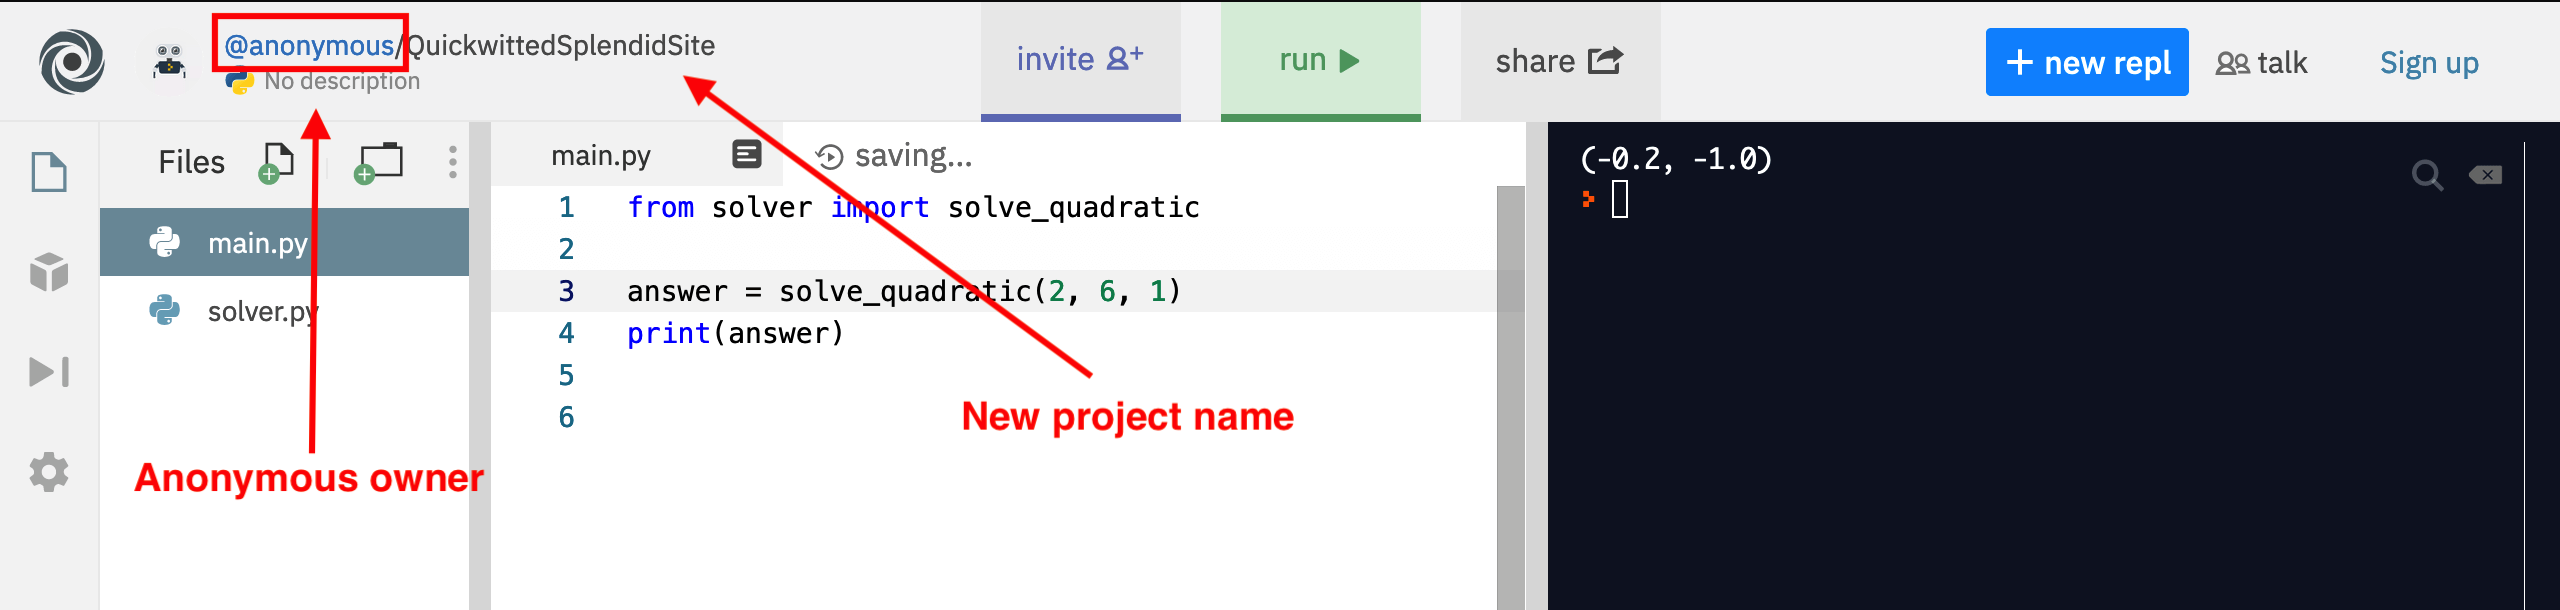 @anonymous/QuickwittedSplendidSite
No description
invite
run
share
+ new repl
talk
Sign up
Files
main.py
solver.py
main.py
saving...
1 from solver import solve_quadratic
2
3 answer = solve_quadratic(2, 6, 1)
4 print(answer)
5
6
(-0.2, -1.0)
New project name
Anonymous owner